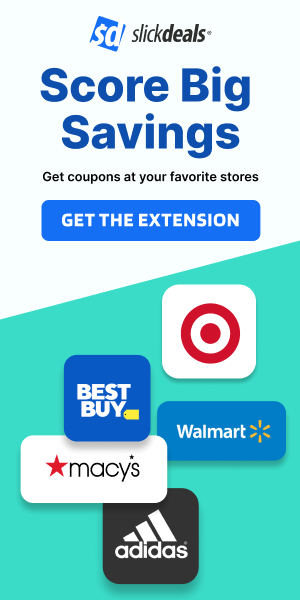 sd slickdeals®
Score Big
Savings
Get coupons at your favorite stores
GET THE EXTENSION
BEST
BUY
Walmart
macy's
adidas®